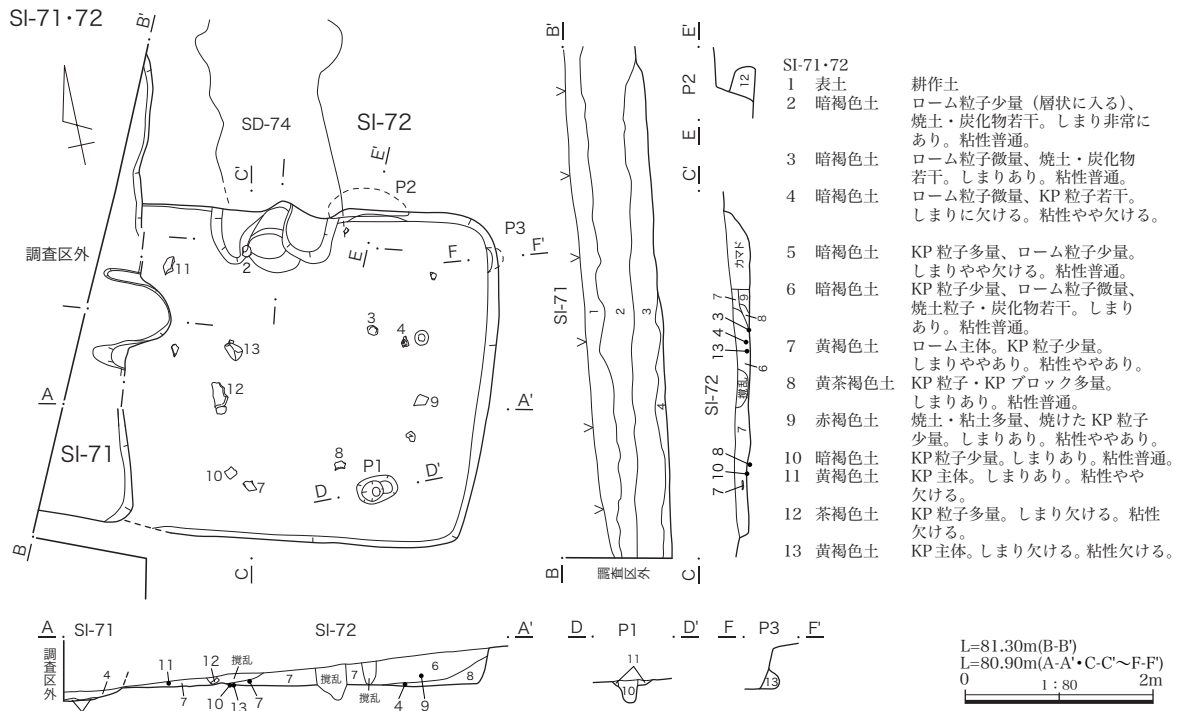 SI-71・72
B'
SD-74
SI-72
C'
E'
P2
P3
調査区外
11
2
E
F
F'
3
4
13
12
A
A'
9
SI-71
8
P1
10
7
D
D'
B
C
B'
SI-71
1
2
3
4
B
調査区外
E'
P2
12
E
C'
カマド
7
9
3
8
4
13
6
SI-72
撹乱
7
8
10
7
C
SI-71・72
1 表土 耕作土
2 暗褐色土 ローム粒子少量（層状に入る）、
焼土・炭化物若干。しまり非常に
あり。粘性普通。
3 暗褐色土 ローム粒子微量、焼土・炭化物
若干。しまりあり。粘性普通。
4 暗褐色土 ローム粒子微量、KP 粒子若干。
しまりに欠ける。粘性やや欠ける。
5 暗褐色土 KP 粒子多量、ローム粒子少量。
しまりやや欠ける。粘性普通。
6 暗褐色土 KP 粒子少量、ローム粒子微量、
焼土粒子・炭化物若干。しまり
あり。粘性普通。
7 黄褐色土 ローム主体。KP 粒子少量。
しまりややあり。粘性ややあり。
8 黄茶褐色土 KP 粒子・KP ブロック多量。
しまりあり。粘性普通。
9 赤褐色土 焼土・粘土多量、焼けた KP 粒子
少量。しまりあり。粘性ややあり。
10 暗褐色土 KP 粒子少量。しまりあり。粘性普通。
11 黄褐色土 KP 主体。しまりあり。粘性やや
欠ける。
12 茶褐色土 KP 粒子多量。しまり欠ける。粘性
欠ける。
13 黄褐色土 KP 主体。しまり欠ける。粘性欠ける。
A SI-71 SI-72 A'
調査区外
4
11
7
12
撹乱
10
13
7
7
撹乱
7
撹乱
4
6
9
8
D P1 D'
11
10
F P3 F'
13
L=81.30m(B-B')
L=80.90m(A-A'・C-C'～F-F')
0 1：80 2m